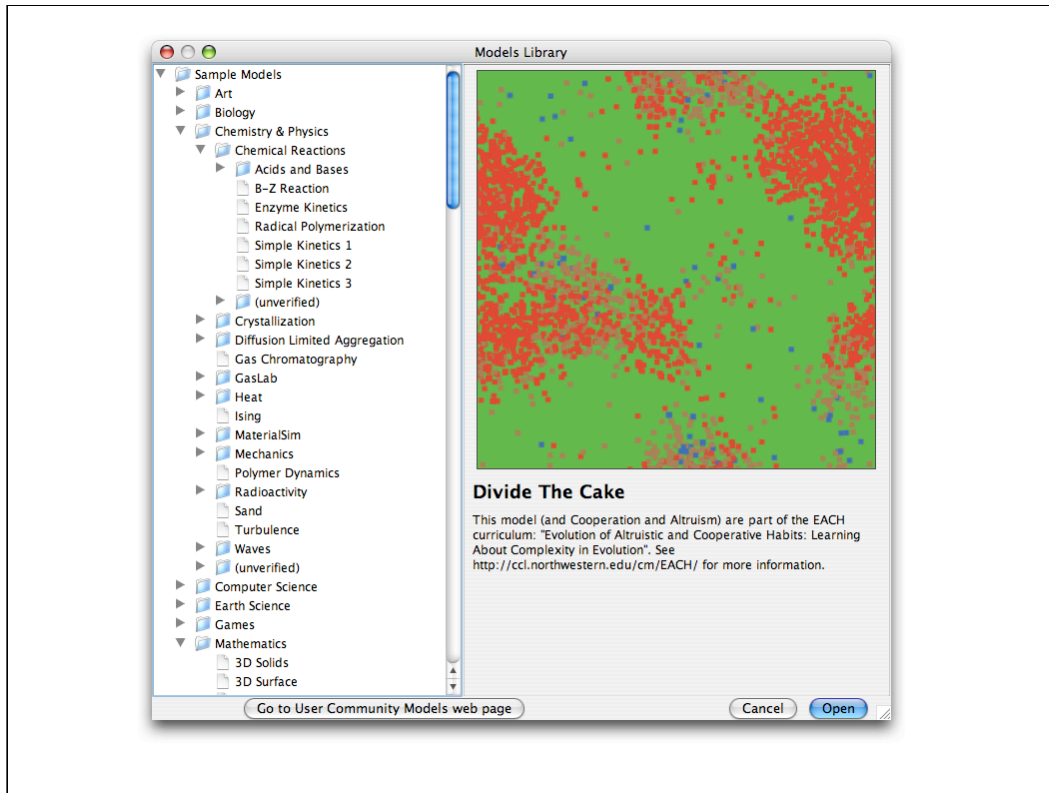 Models Library
Sample Models
Art
Biology
Chemistry & Physics
Chemical Reactions
Acids and Bases
B-Z Reaction
Enzyme Kinetics
Radical Polymerization
Simple Kinetics 1
Simple Kinetics 2
Simple Kinetics 3
(unverified)
Crystallization
Diffusion Limited Aggregation
Gas Chromatography
GasLab
Heat
Ising
MaterialSim
Mechanics
Polymer Dynamics
Radioactivity
Sand
Turbulence
Waves
(unverified)
Computer Science
Earth Science
Games
Mathematics
3D Solids
3D Surface
Divide The Cake
This model (and Cooperation and Altruism) are part of the EACH
curriculum: "Evolution of Altruistic and Cooperative Habits: Learning
About Complexity in Evolution". See
http://ccl.northwestern.edu/cm/EACH/ for more information.
Go to User Community Models web page
Cancel
Open